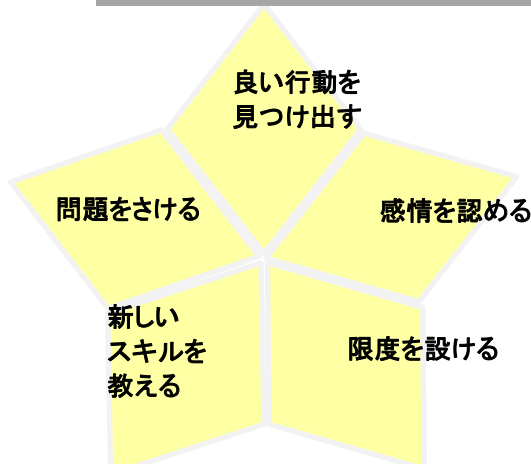 良い行動を
見つけ出す
問題をさける
感情を認める
新しい
スキルを
教える
限度を設ける